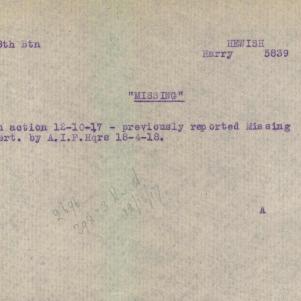 8th Btn HEWISH
Harry 5839
"MISSING"
n action 12-10-17 - previously reported Missing
ert. by A.I.F.Hqrs 18-4-18.
A